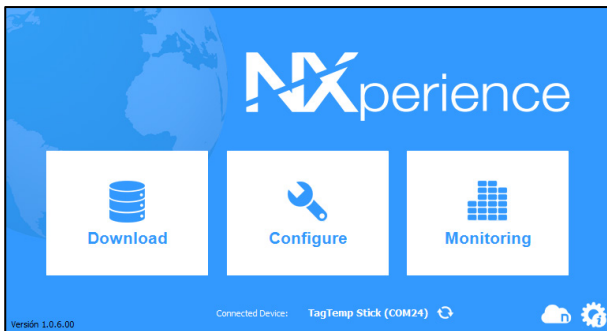 NXperience
Download
Configure
Monitoring
Connected Device: TagTemp Stick (COM24)
n
i
Versión 1.0.6.00